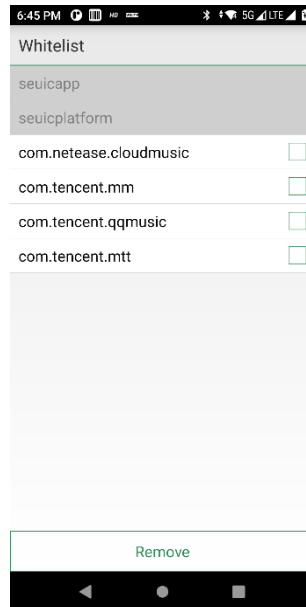 6:45 PM 5G LTE
Whitelist
seuicapp
seuicplatform
com.netease.cloudmusic
com.tencent.mm
com.tencent.qqmusic
com.tencent.mtt
Remove